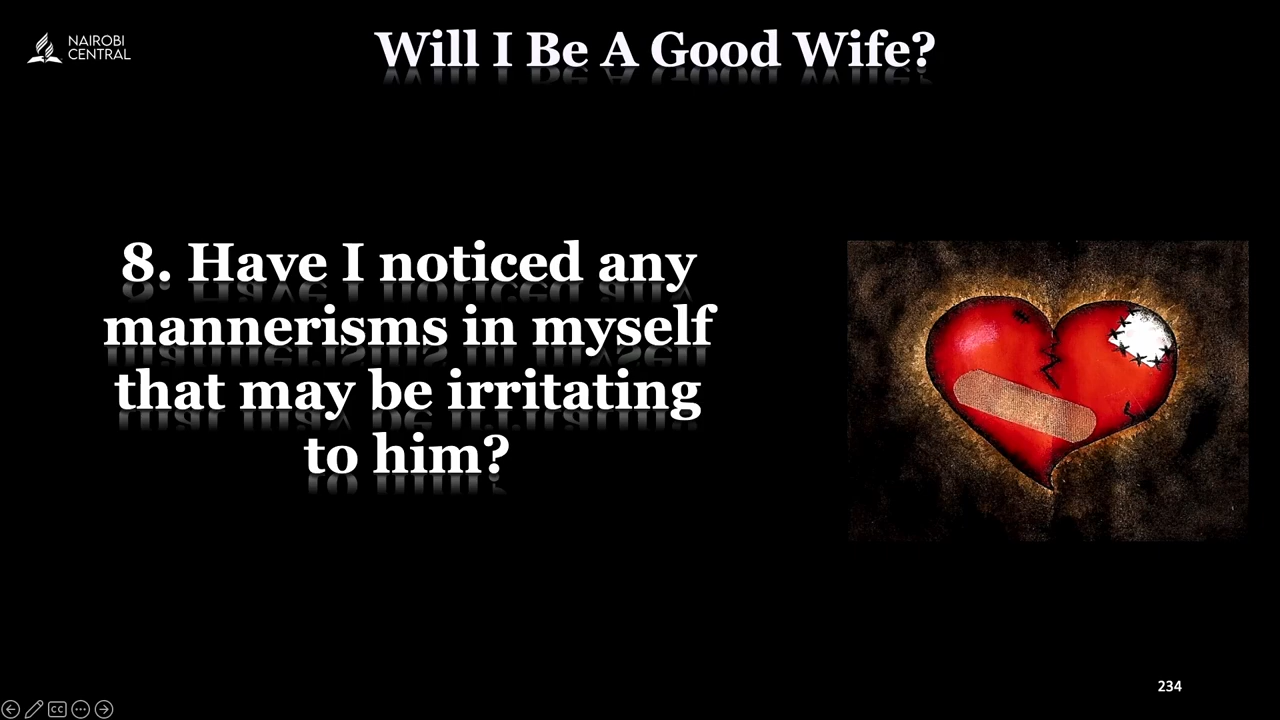 NAIROBI
CENTRAL
Will I Be A Good Wife?
8. Have I noticed any
mannerisms in myself
that may be irritating
to him?
234
CC